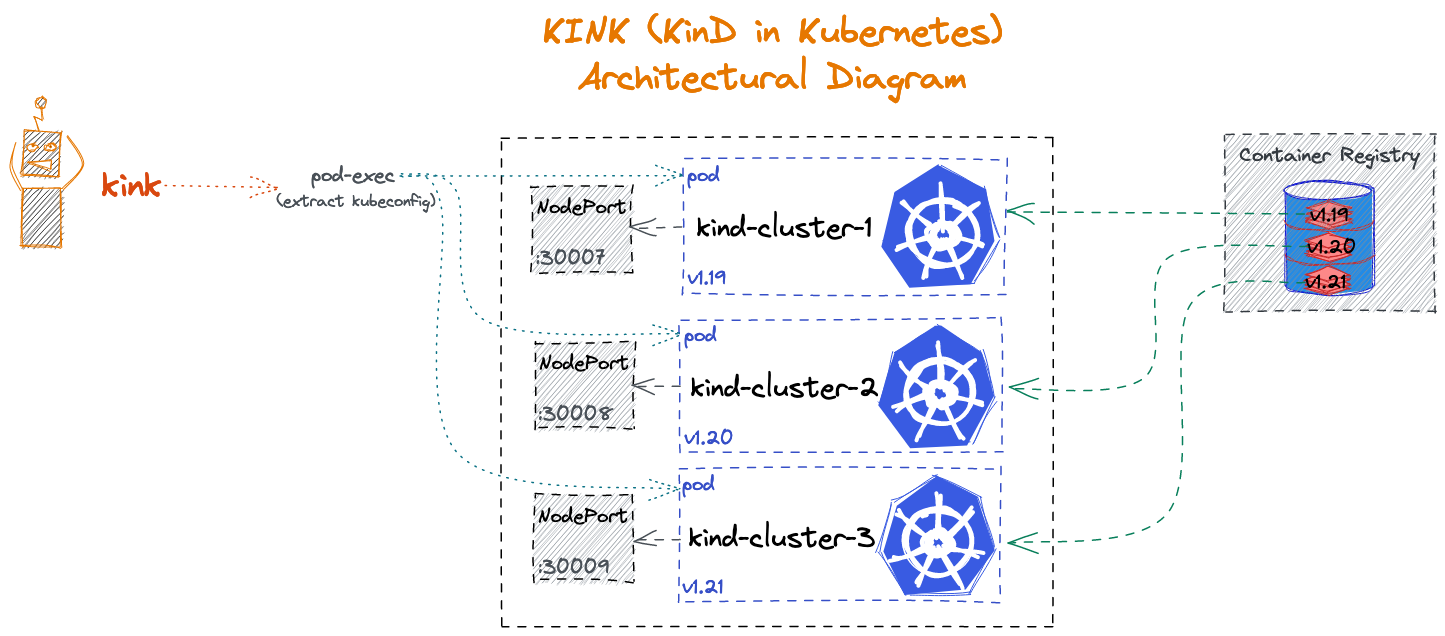 KINK (KinD in Kubernetes)
Architectural Diagram
kink
pod-exec
(extract kubeconfig)
NodePort
:30007
pod
kind-cluster-1
v1.19
NodePort
:30008
pod
kind-cluster-2
v1.20
NodePort
:30009
pod
kind-cluster-3
v1.21
Container Registry
v1.19
v1.20
v1.21